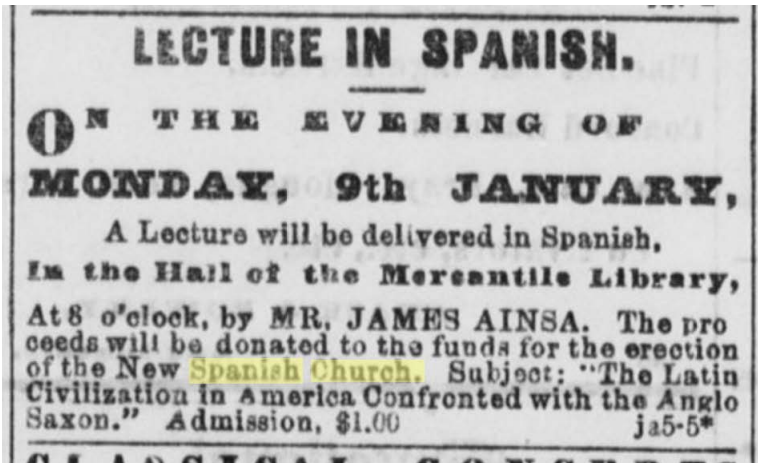 LECTURE IN SPANISH.
ON THE EVENING OF
MONDAY, 9th JANUARY,
A Lecture will be delivered in Spanish,
In the Hall of the Mercantile Library,
At 8 o'clock, by MR. JAMES AINSA. The pro
ceeds will be donated to the funds for the erection
of the New Spanish Church. Subject: "The Latin
Civilization in America Confronted with the Anglo
Saxon." Admission, $1.00 ja5-5*
CLASSICAL CONCERTS